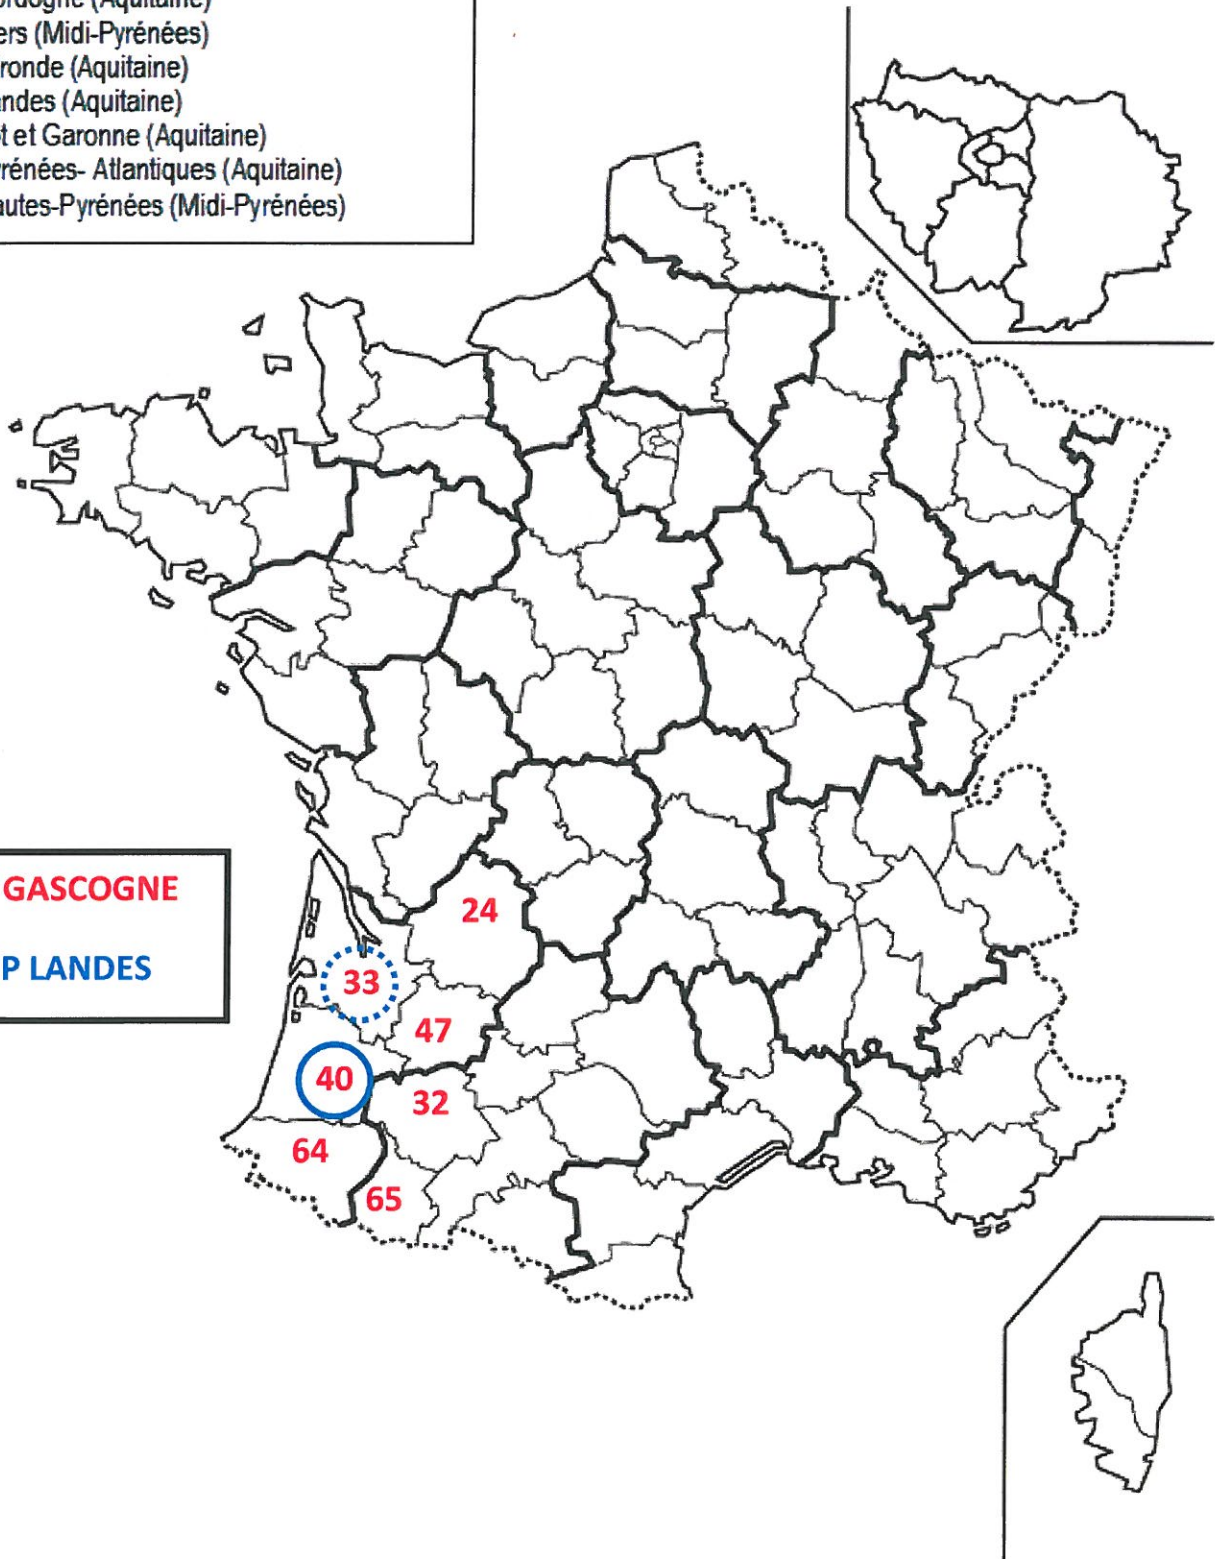 ordogne (Aquitaine)
ers (Midi-Pyrénées)
ronde (Aquitaine)
andes (Aquitaine)
t et Garonne (Aquitaine)
rénées- Atlantiques (Aquitaine)
autes-Pyrénées (Midi-Pyrénées)
GASCOGNE
P LANDES
24
33
47
40
32
64
65